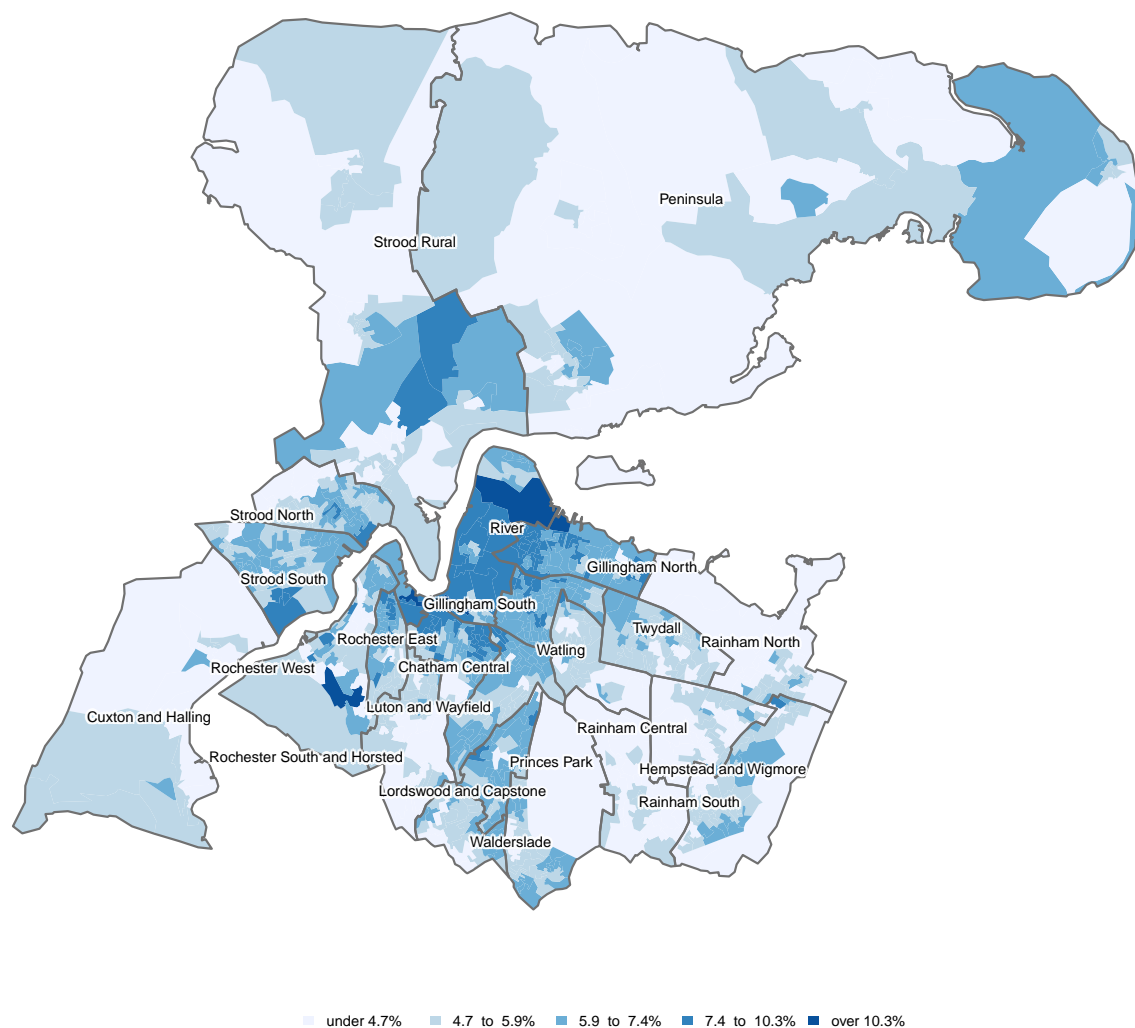 Peninsula
Strood Rural
Strood North
River
Gillingham North
Strood South
Gillingham South
Twydall
Rochester East
Rainham North
Watling
Rochester West
Chatham Central
Luton and Wayfield
Cuxton and Halling
Rainham Central
Rochester South and Horsted
Princes Park
Hempstead and Wigmore
Lordswood and Capstone
Rainham South
Walderslade
under 4.7% 4.7 to 5.9% 5.9 to 7.4% 7.4 to 10.3% over 10.3%